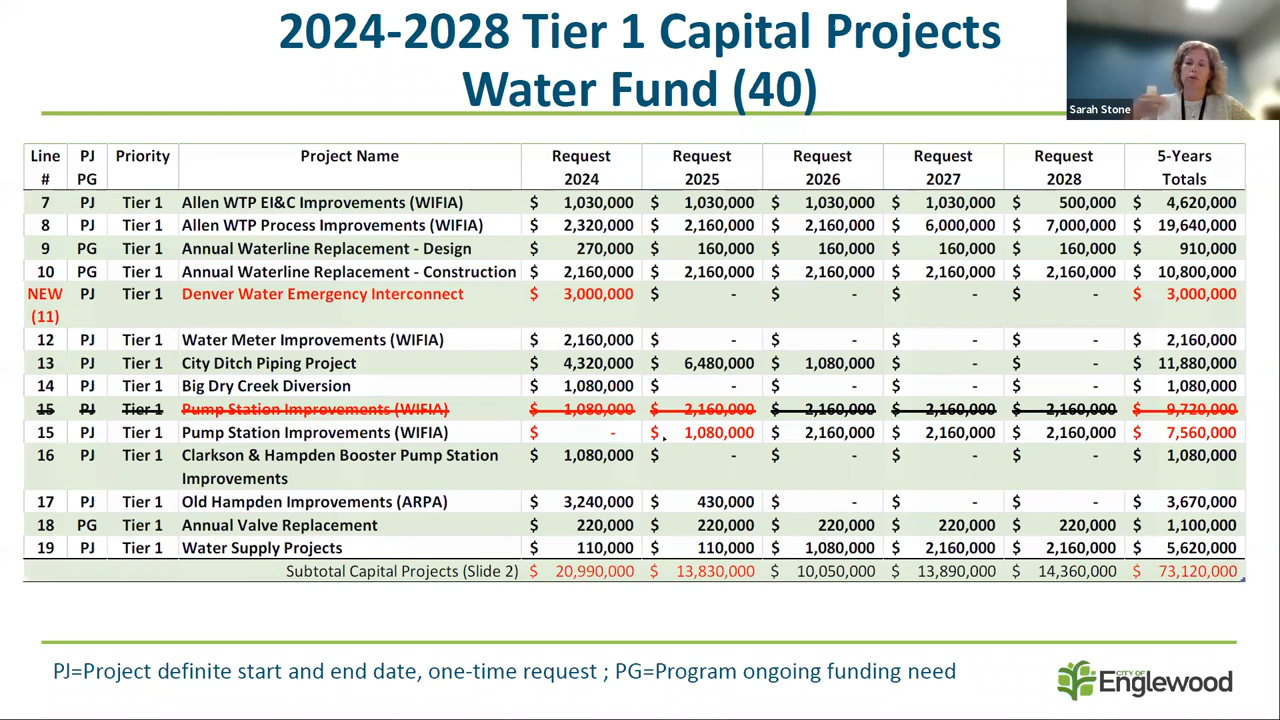 2024-2028 Tier 1 Capital Projects
Water Fund (40)
Sarah Stone
Line # PJ PG Priority Project Name Request 2024 Request 2025 Request 2026 Request 2027 Request 2028 5-Years Totals
7 PJ Tier 1 Allen WTP EI&C Improvements (WIFIA) $ 1,030,000 $ 1,030,000 $ 1,030,000 $ 1,030,000 $ 500,000 $ 4,620,000
8 PJ Tier 1 Allen WTP Process Improvements (WIFIA) $ 2,320,000 $ 2,160,000 $ 2,160,000 $ 6,000,000 $ 7,000,000 $ 19,640,000
9 PG Tier 1 Annual Waterline Replacement - Design $ 270,000 $ 160,000 $ 160,000 $ 160,000 $ 160,000 $ 910,000
10 PG Tier 1 Annual Waterline Replacement - Construction $ 2,160,000 $ 2,160,000 $ 2,160,000 $ 2,160,000 $ 2,160,000 $ 10,800,000
NEW (11) PJ Tier 1 Denver Water Emergency Interconnect $ 3,000,000 $ - $ - $ - $ - $ 3,000,000
12 PJ Tier 1 Water Meter Improvements (WIFIA) $ 2,160,000 $ - $ - $ - $ - $ 2,160,000
13 PJ Tier 1 City Ditch Piping Project $ 4,320,000 $ 6,480,000 $ 1,080,000 $ - $ - $ 11,880,000
14 PJ Tier 1 Big Dry Creek Diversion $ 1,080,000 $ - $ - $ - $ - $ 1,080,000
15 PJ Tier 1 Pump Station Improvements (WIFIA) $ 1,080,000 $ 2,160,000 $ 2,160,000 $ 2,160,000 $ 2,160,000 $ 9,720,000
15 PJ Tier 1 Pump Station Improvements (WIFIA) $ - $ 1,080,000 $ 2,160,000 $ 2,160,000 $ 2,160,000 $ 7,560,000
16 PJ Tier 1 Clarkson & Hampden Booster Pump Station Improvements $ 1,080,000 $ - $ - $ - $ - $ 1,080,000
17 PJ Tier 1 Old Hampden Improvements (ARPA) $ 3,240,000 $ 430,000 $ - $ - $ - $ 3,670,000
18 PG Tier 1 Annual Valve Replacement $ 220,000 $ 220,000 $ 220,000 $ 220,000 $ 220,000 $ 1,100,000
19 PJ Tier 1 Water Supply Projects $ 110,000 $ 110,000 $ 1,080,000 $ 2,160,000 $ 2,160,000 $ 5,620,000
Subtotal Capital Projects (Slide 2) $ 20,990,000 $ 13,830,000 $ 10,050,000 $ 13,890,000 $ 14,360,000 $ 73,120,000
PJ=Project definite start and end date, one-time request ; PG=Program ongoing funding need
CITY OF
Englewood